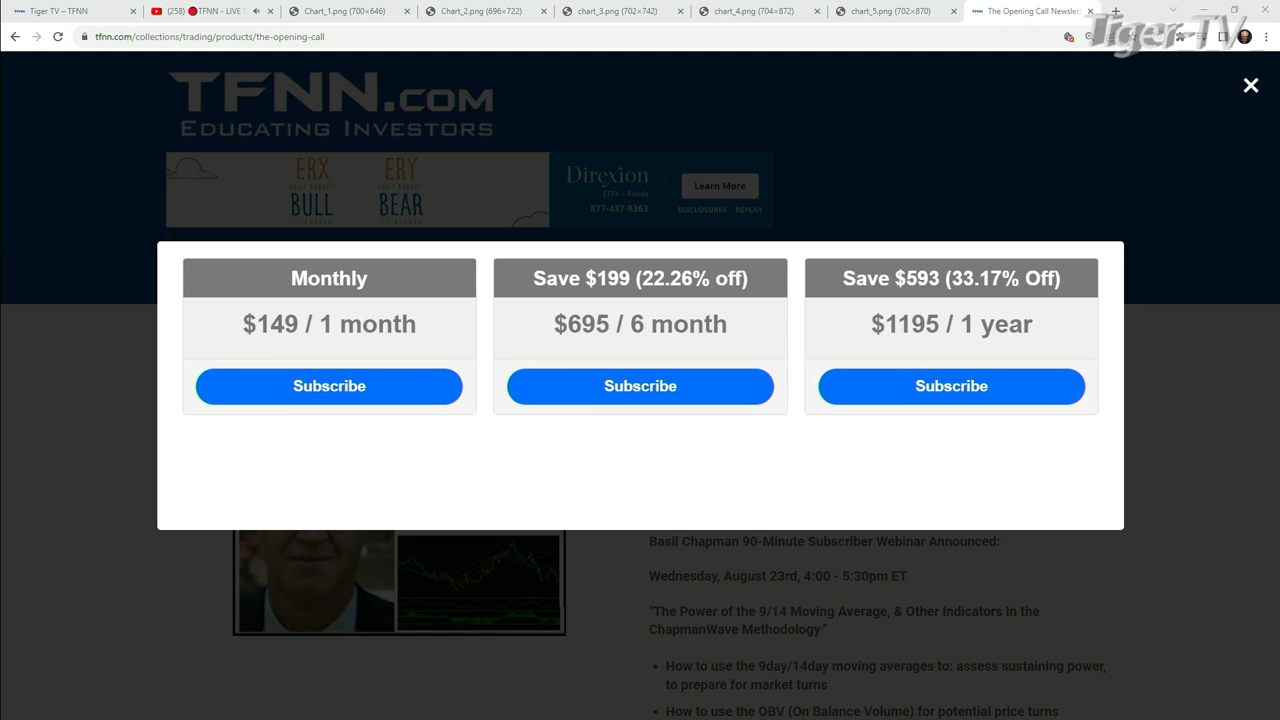 Tiger TV – TFNN
(258) 🔴TFNN - LIVE S
Chart_1.png (700×646)
Chart_2.png (696×722)
chart_3.png (702×742)
chart_4.png (704×872)
chart_5.png (702×870)
The Opening Call Newslet
Tiger-TV
tfnn.com/collections/trading/products/the-opening-call
TFNN.COM
EDUCATING INVESTORS
ERX
BULL
ERY
BEAR
Direxion
ETFs Funds
877-437-9363
Learn More
DISCLOSURES REPLAY
Monthly
$149 / 1 month
Subscribe
Save $199 (22.26% off)
$695 / 6 month
Subscribe
Save $593 (33.17% Off)
$1195 / 1 year
Subscribe
Basil Chapman 90-Minute Subscriber Webinar Announced:
Wednesday, August 23rd, 4:00 - 5:30pm ET
"The Power of the 9/14 Moving Average, & Other Indicators In the
ChapmanWave Methodology"
• How to use the 9day/14day moving averages to: assess sustaining power,
to prepare for market turns
• How to use the OBV (On Balance Volume) for potential price turns